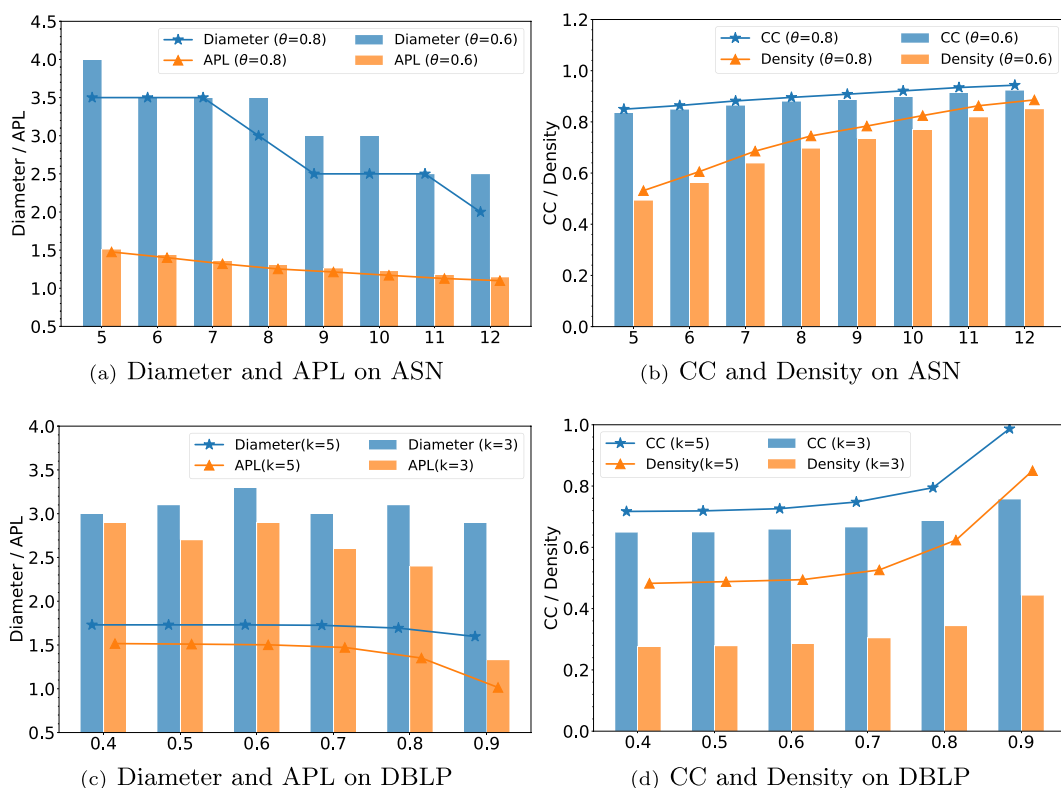 4.5
4.0
3.5
3.0
2.5
2.0
1.5
1.0
0.5
Diameter / APL
Diameter (θ=0.8)
APL (θ=0.8)
Diameter (θ=0.6)
APL (θ=0.6)
5 6 7 8 9 10 11 12
(a) Diameter and APL on ASN
1.2
1.0
0.8
0.6
0.4
0.2
0.0
CC / Density
CC (θ=0.8)
Density (θ=0.8)
CC (θ=0.6)
Density (θ=0.6)
5 6 7 8 9 10 11 12
(b) CC and Density on ASN
4.0
3.5
3.0
2.5
2.0
1.5
1.0
0.5
Diameter / APL
Diameter(k=5)
APL(k=5)
Diameter (k=3)
APL(k=3)
0.4 0.5 0.6 0.7 0.8 0.9
(c) Diameter and APL on DBLP
1.0
0.8
0.6
0.4
0.2
0.0
CC / Density
CC (k=5)
Density(k=5)
CC (k=3)
Density (k=3)
0.4 0.5 0.6 0.7 0.8 0.9
(d) CC and Density on DBLP